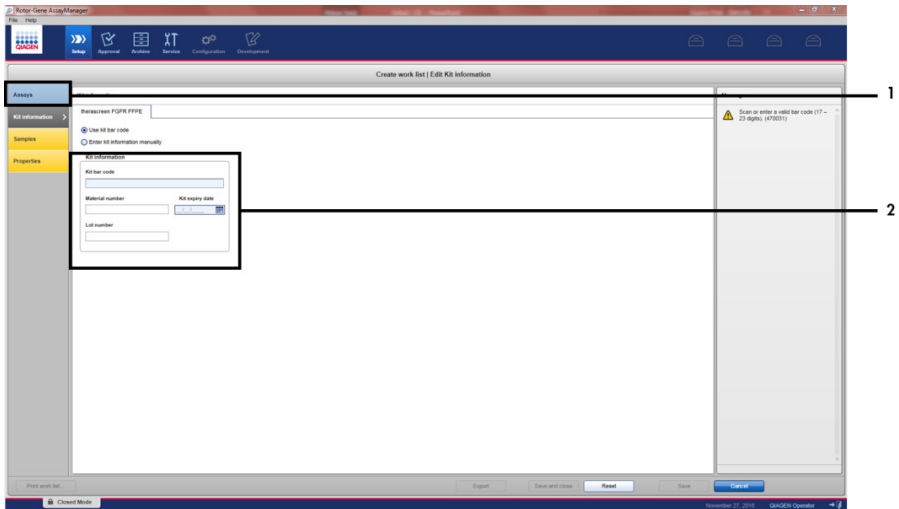 Rotor-Gene AssayManager
File Help
QIAGEN
Setup Approval Archive Service Configuration Development
Create work list | Edit Kit information
Assays
Kit information
Samples
Properties
therascreen FGFR FFPE
Use kit bar code
Enter kit information manually
Kit information
Kit bar code
Material number Kit expiry date
Lot number
Scan or enter a valid bar code (17 –
23 digits). (470031)
1
2
Print work list...
Export Save and close Reset Save Cancel
Closed Mode
November 27, 2018 QIAGEN Operator